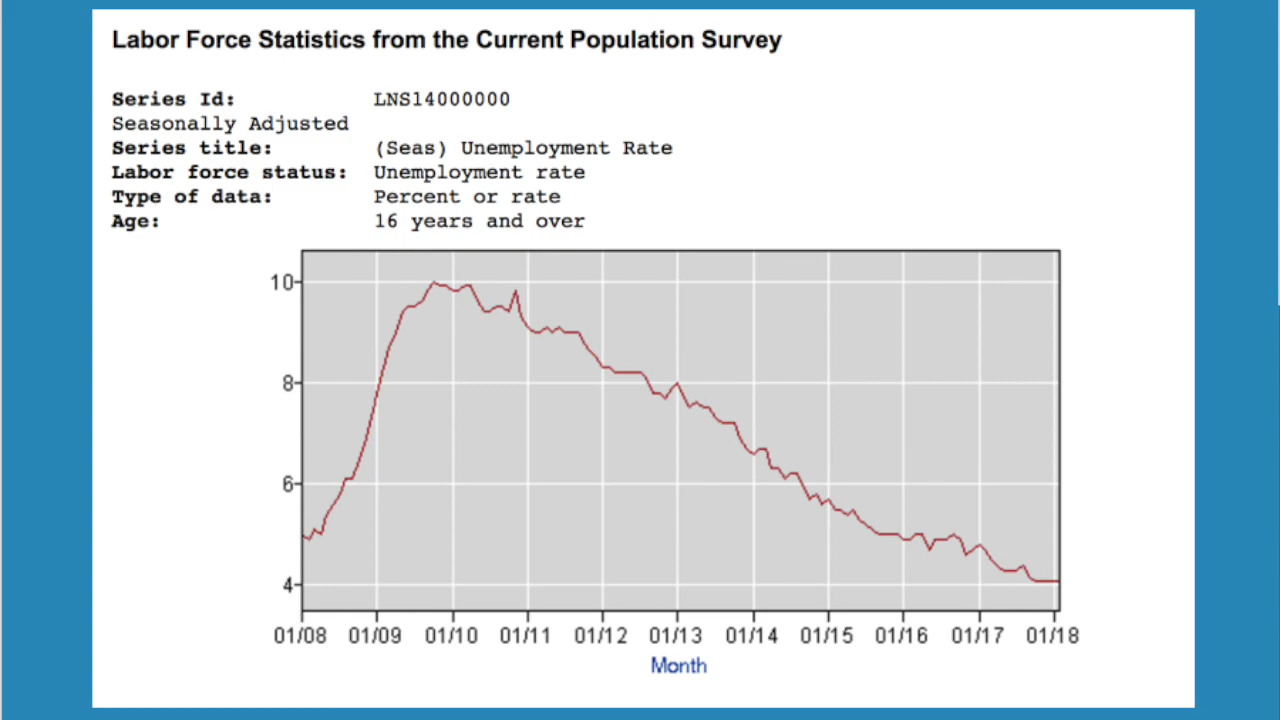 Labor Force Statistics from the Current Population Survey
Series Id: LNS14000000
Seasonally Adjusted
Series title: (Seas) Unemployment Rate
Labor force status: Unemployment rate
Type of data: Percent or rate
Age: 16 years and over
10
8
6
4
01/08 01/09 01/10 01/11 01/12 01/13 01/14 01/15 01/16 01/17 01/18
Month